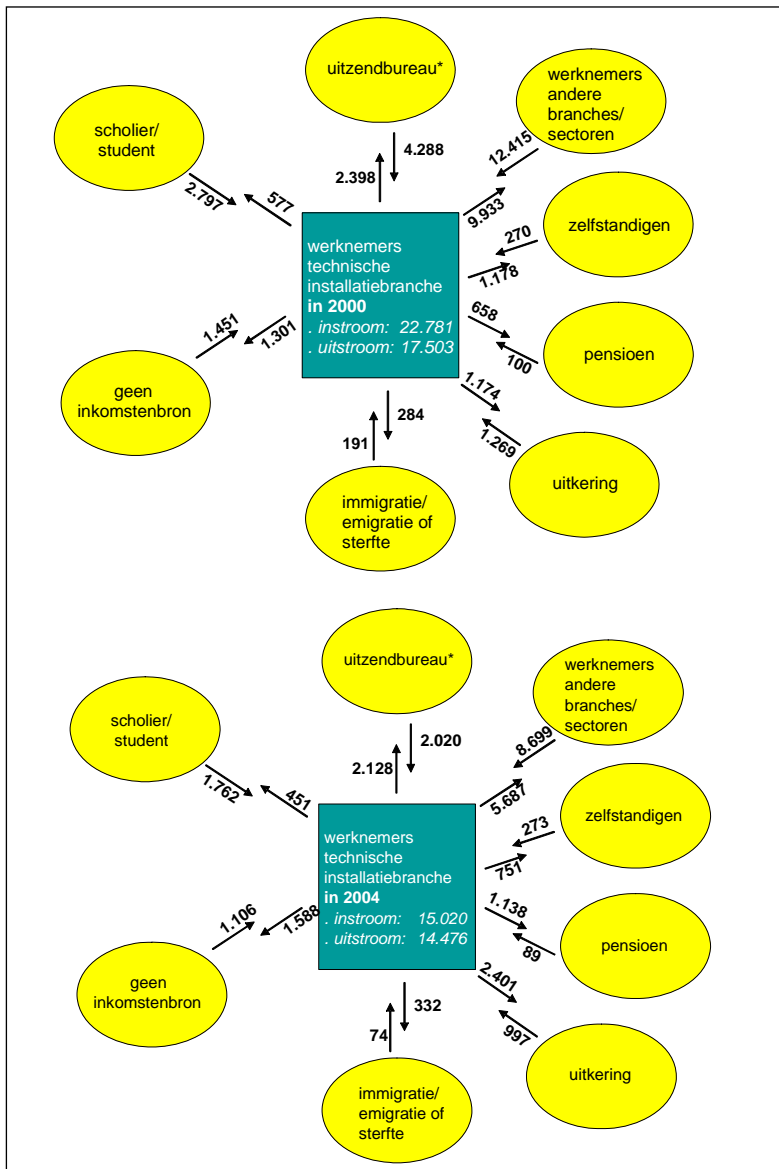 uitzendbureau*
werknemers
andere
branches/
sectoren
scholier/
student
4.288
2.398
12.415
9.933
2.797
577
zelfstandigen
270
1.178
werknemers
technische
installatiebranche
in 2000
. instroom: 22.781
. uitstroom: 17.503
658
100
pensioen
1.451
1.301
geen
inkomstenbron
1.174
1.269
uitkering
284
191
immigratie/
emigratie of
sterfte
uitzendbureau*
werknemers
andere
branches/
sectoren
scholier/
student
2.020
2.128
8.699
5.687
1.762
451
zelfstandigen
273
751
werknemers
technische
installatiebranche
in 2004
. instroom: 15.020
. uitstroom: 14.476
1.138
89
pensioen
1.106
1.588
geen
inkomstenbron
2.401
997
uitkering
332
74
immigratie/
emigratie of
sterfte